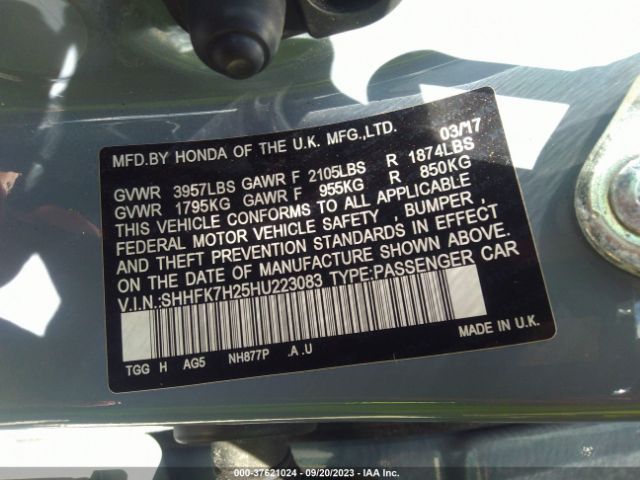 MFD.BY HONDA OF THE U.K. MFG.,LTD. 03/17
GVWR 3957LBS GAWR F 2105LBS R 1874LBS
GVWR 1795KG GAWR F 955KG R 850KG
THIS VEHICLE CONFORMS TO ALL APPLICABLE
FEDERAL MOTOR VEHICLE SAFETY , BUMPER ,
AND THEFT PREVENTION STANDARDS IN EFFECT
ON THE DATE OF MANUFACTURE SHOWN ABOVE.
V.I.N.:SHHFK7H25HU223083 TYPE:PASSENGER CAR
MADE IN U.K.
TGG H AG5 NH877P .A .U
000-37621024 | 09/20/2023 | IAA Inc.